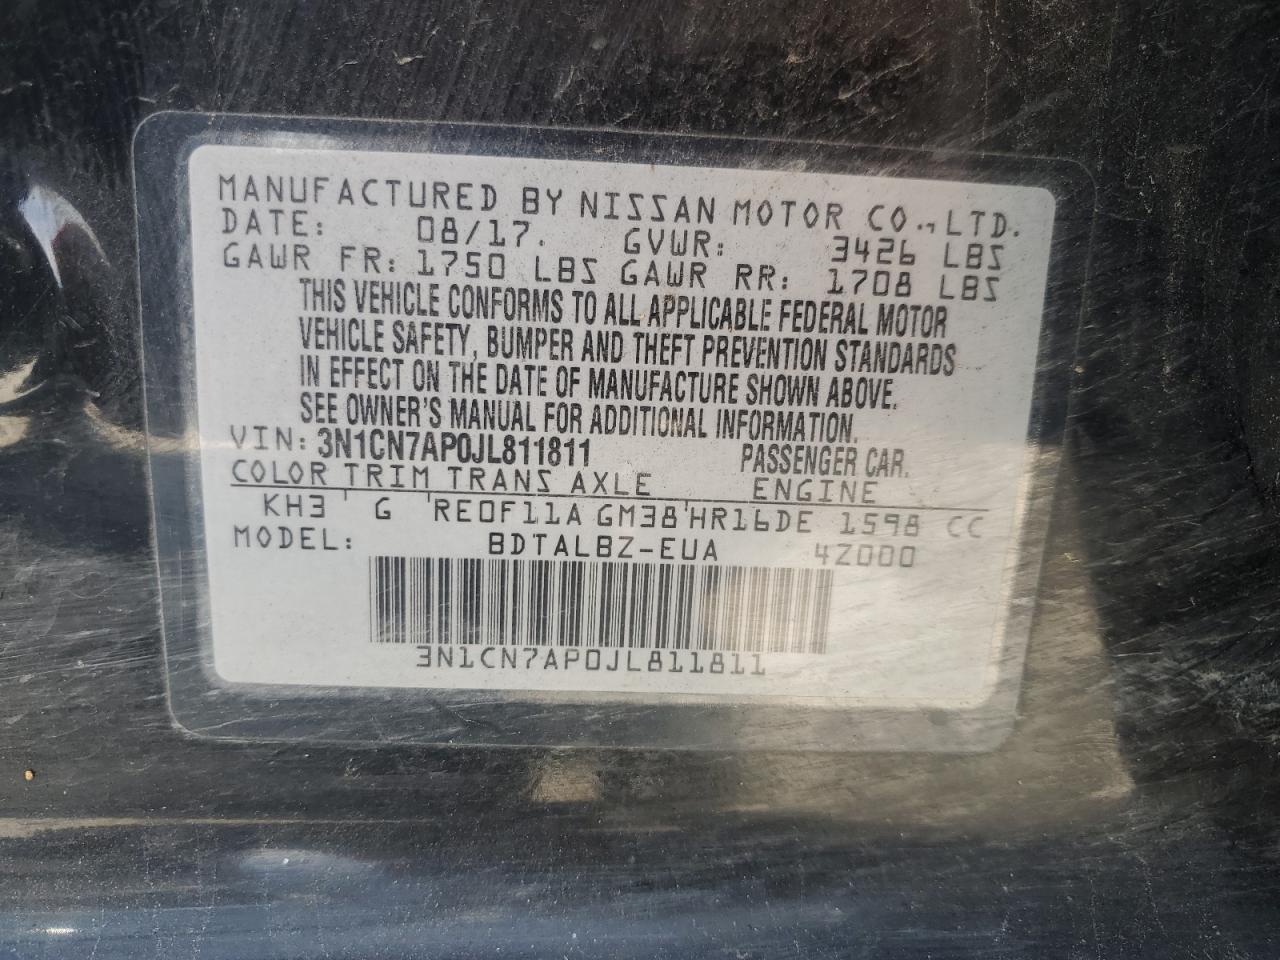 MANUFACTURED BY NISSAN MOTOR CO., LTD.
DATE: 08/17. GVWR: 3426 LBS
GAWR FR: 1750 LBS GAWR RR: 1708 LBS
THIS VEHICLE CONFORMS TO ALL APPLICABLE FEDERAL MOTOR
VEHICLE SAFETY, BUMPER AND THEFT PREVENTION STANDARDS
IN EFFECT ON THE DATE OF MANUFACTURE SHOWN ABOVE.
SEE OWNER'S MANUAL FOR ADDITIONAL INFORMATION.
VIN: 3N1CN7AP0JL811811 PASSENGER CAR.
COLOR TRIM TRANS AXLE ENGINE
KH3 G RE0F11A GM38 HR16DE 1598 CC
MODEL: BDTALBZ-EUA 4Z000
3N1CN7AP0JL811811